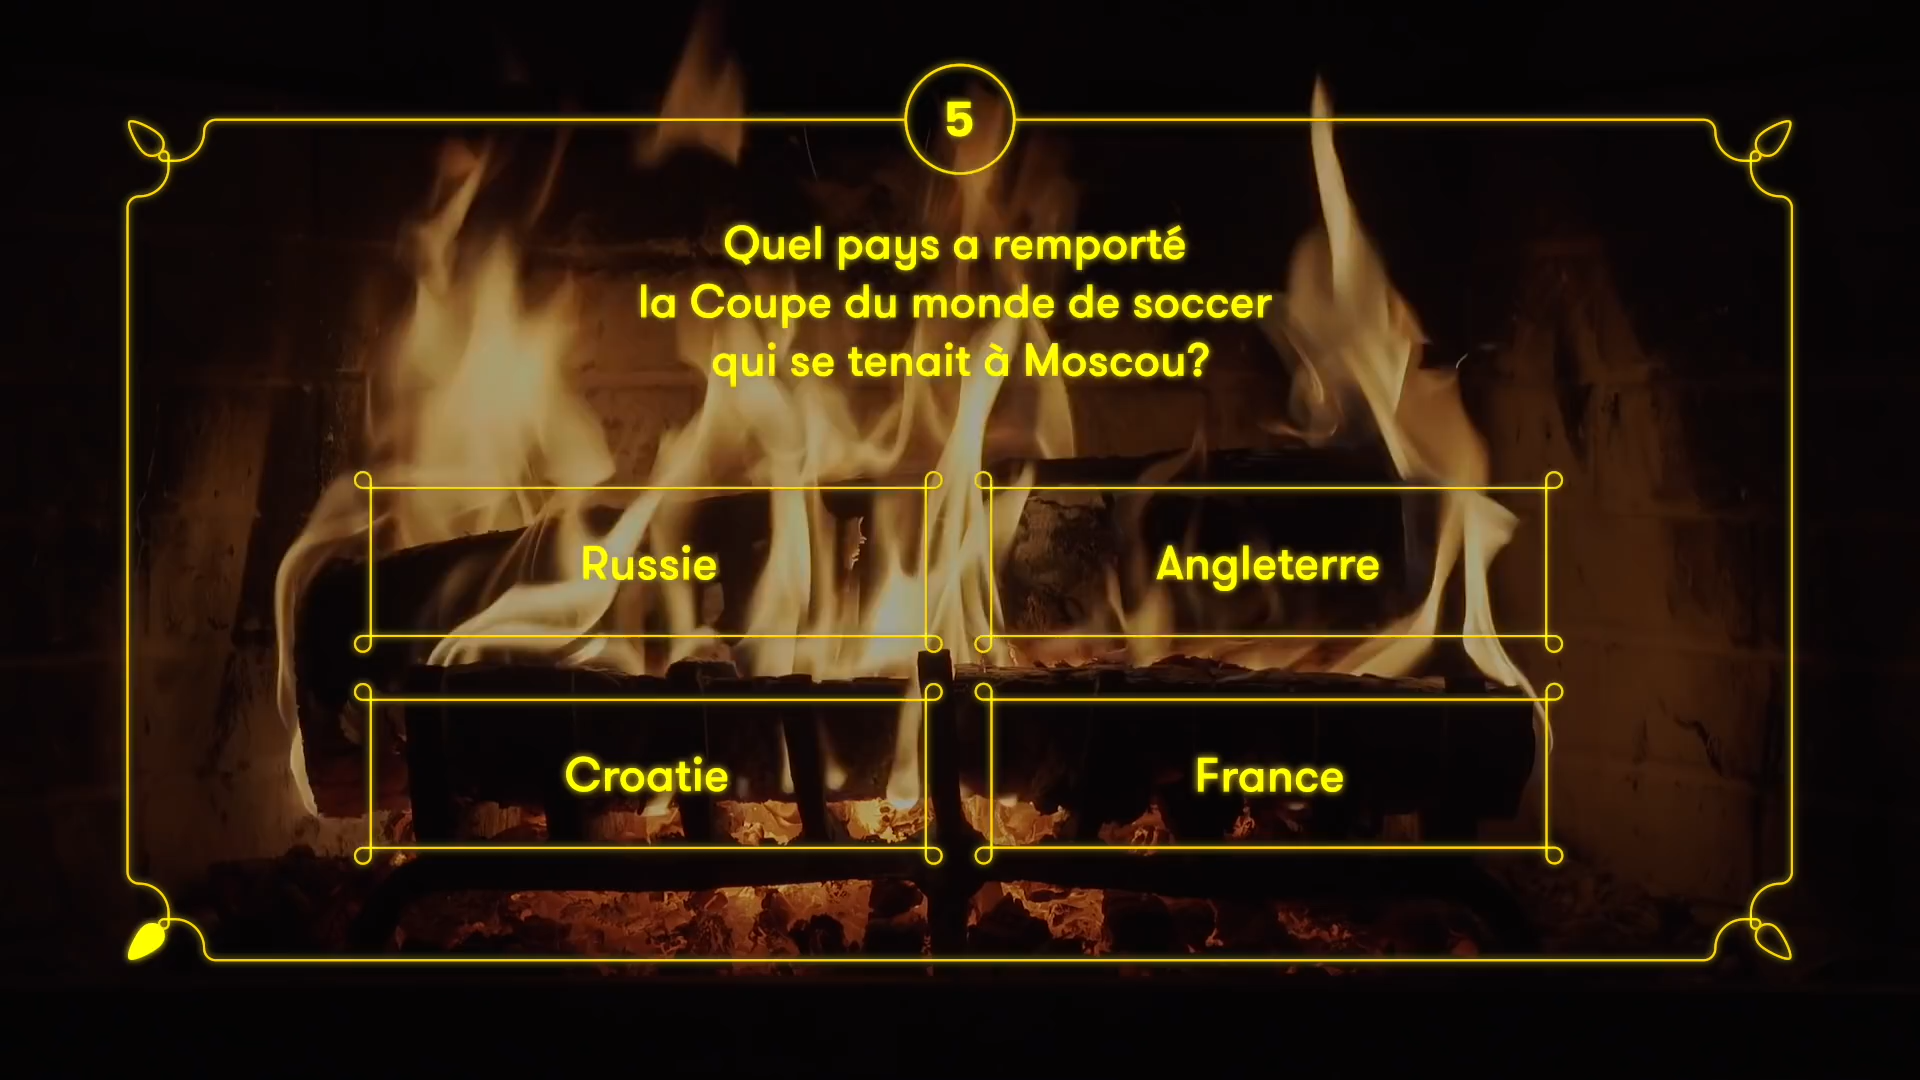 5
Quel pays a remporté
la Coupe du monde de soccer
qui se tenait à Moscou?
Russie
Angleterre
Croatie
France